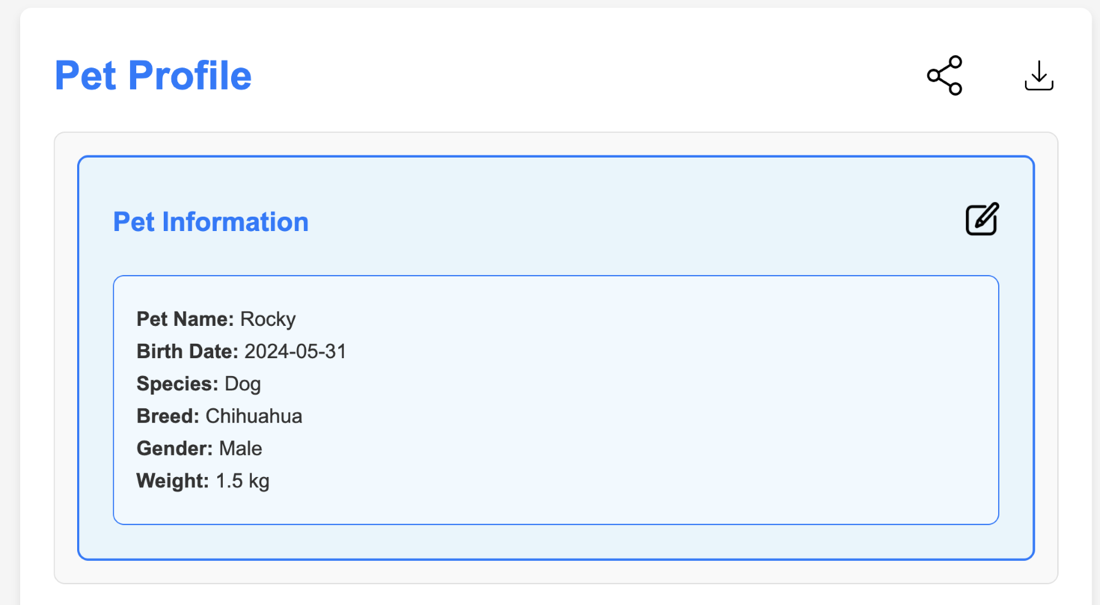 Pet Profile
Pet Information
Pet Name: Rocky
Birth Date: 2024-05-31
Species: Dog
Breed: Chihuahua
Gender: Male
Weight: 1.5 kg